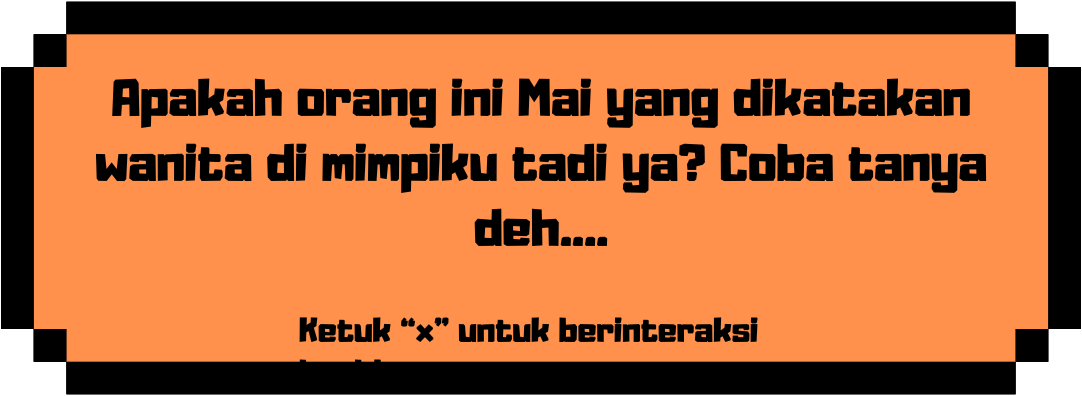 Apakah orang ini Mai yang dikatakan
wanita di mimpiku tadi ya? Coba tanya
deh....
Ketuk “x” untuk berinteraksi